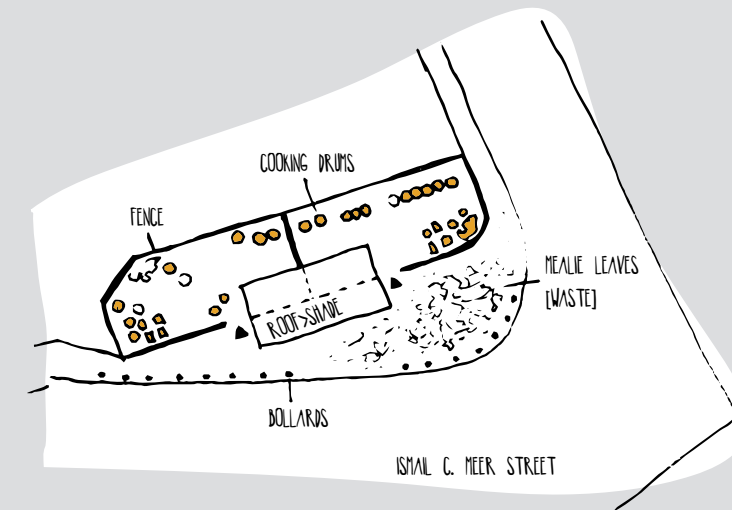 COOKING DRUMS
FENCE
MEALIE LEAVES
[WASTE]
ROOF>SHADE
BOLLARDS
ISMAIL C. MEER STREET